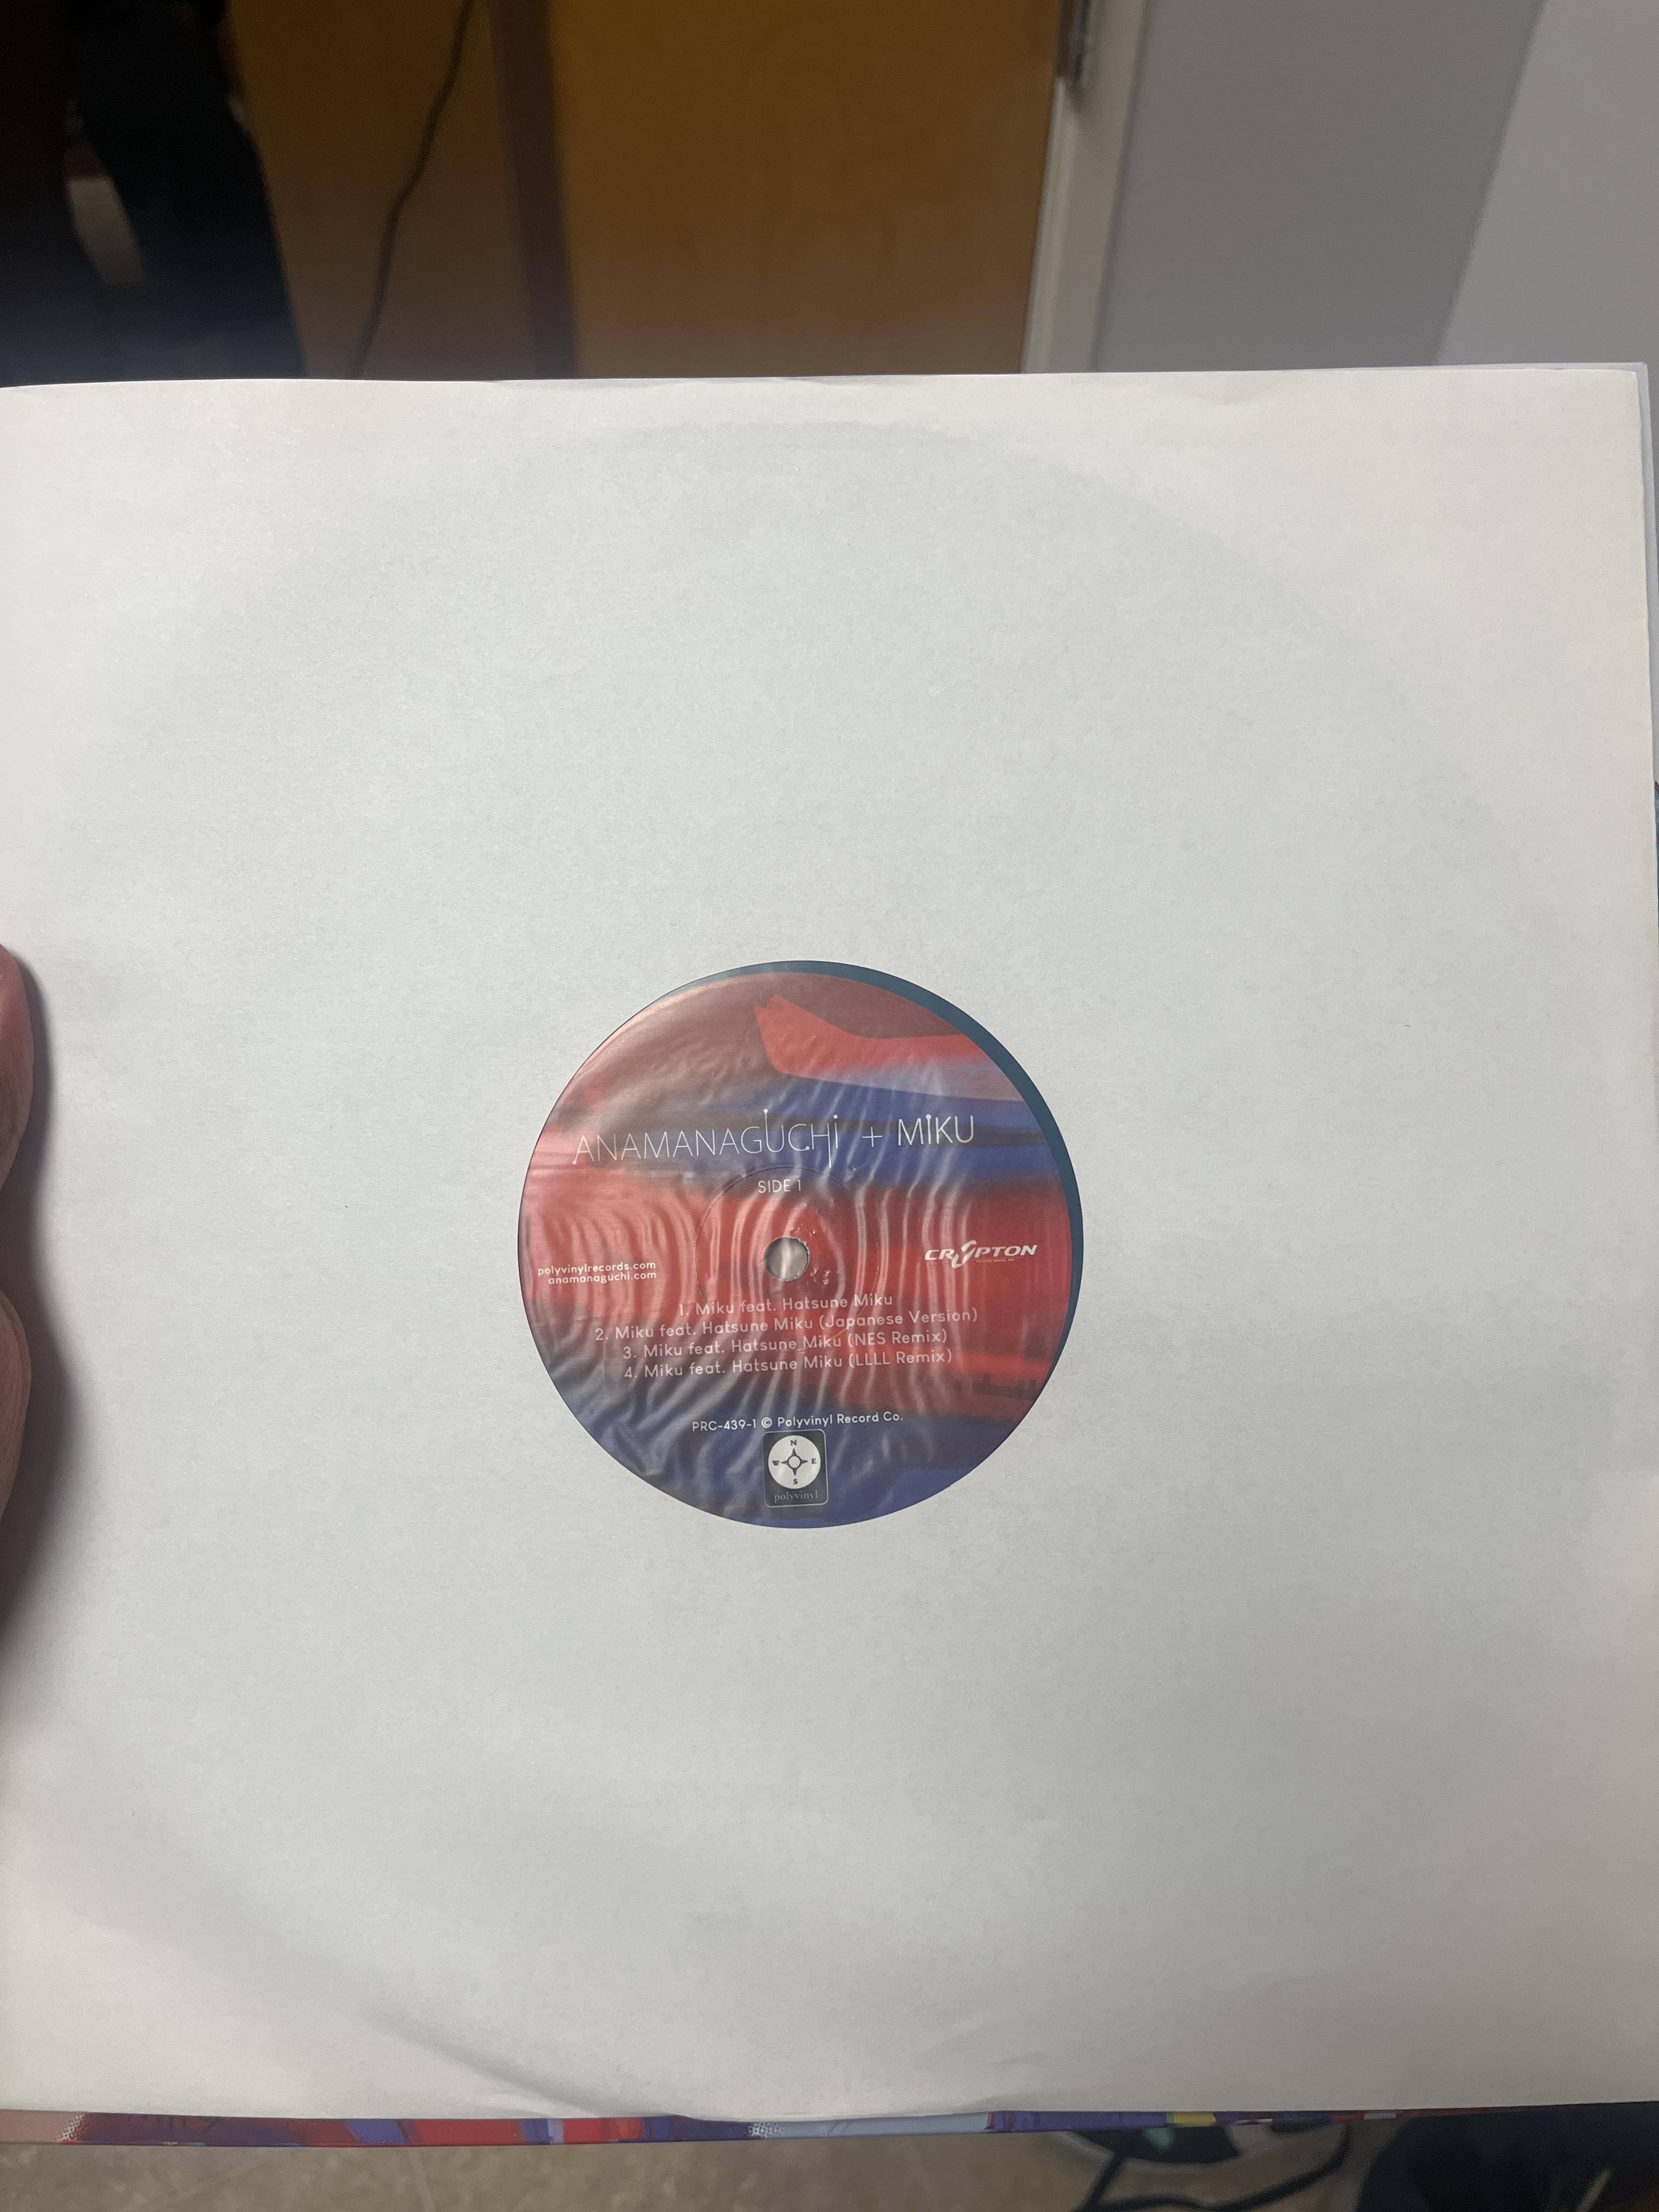 ANAMANAGUCHi + MiKU
SIDE 1
polyvinylrecords.com
anamanaguchi.com
CRYPTON
1. Miku feat. Hatsune Miku
2. Miku feat. Hatsune Miku (Japanese Version)
3. Miku feat. Hatsune Miku (NES Remix)
4. Miku feat. Hatsune Miku (LLLL Remix)
PRC-439-1 © Polyvinyl Record Co.
N
W E
S
polyvinyl